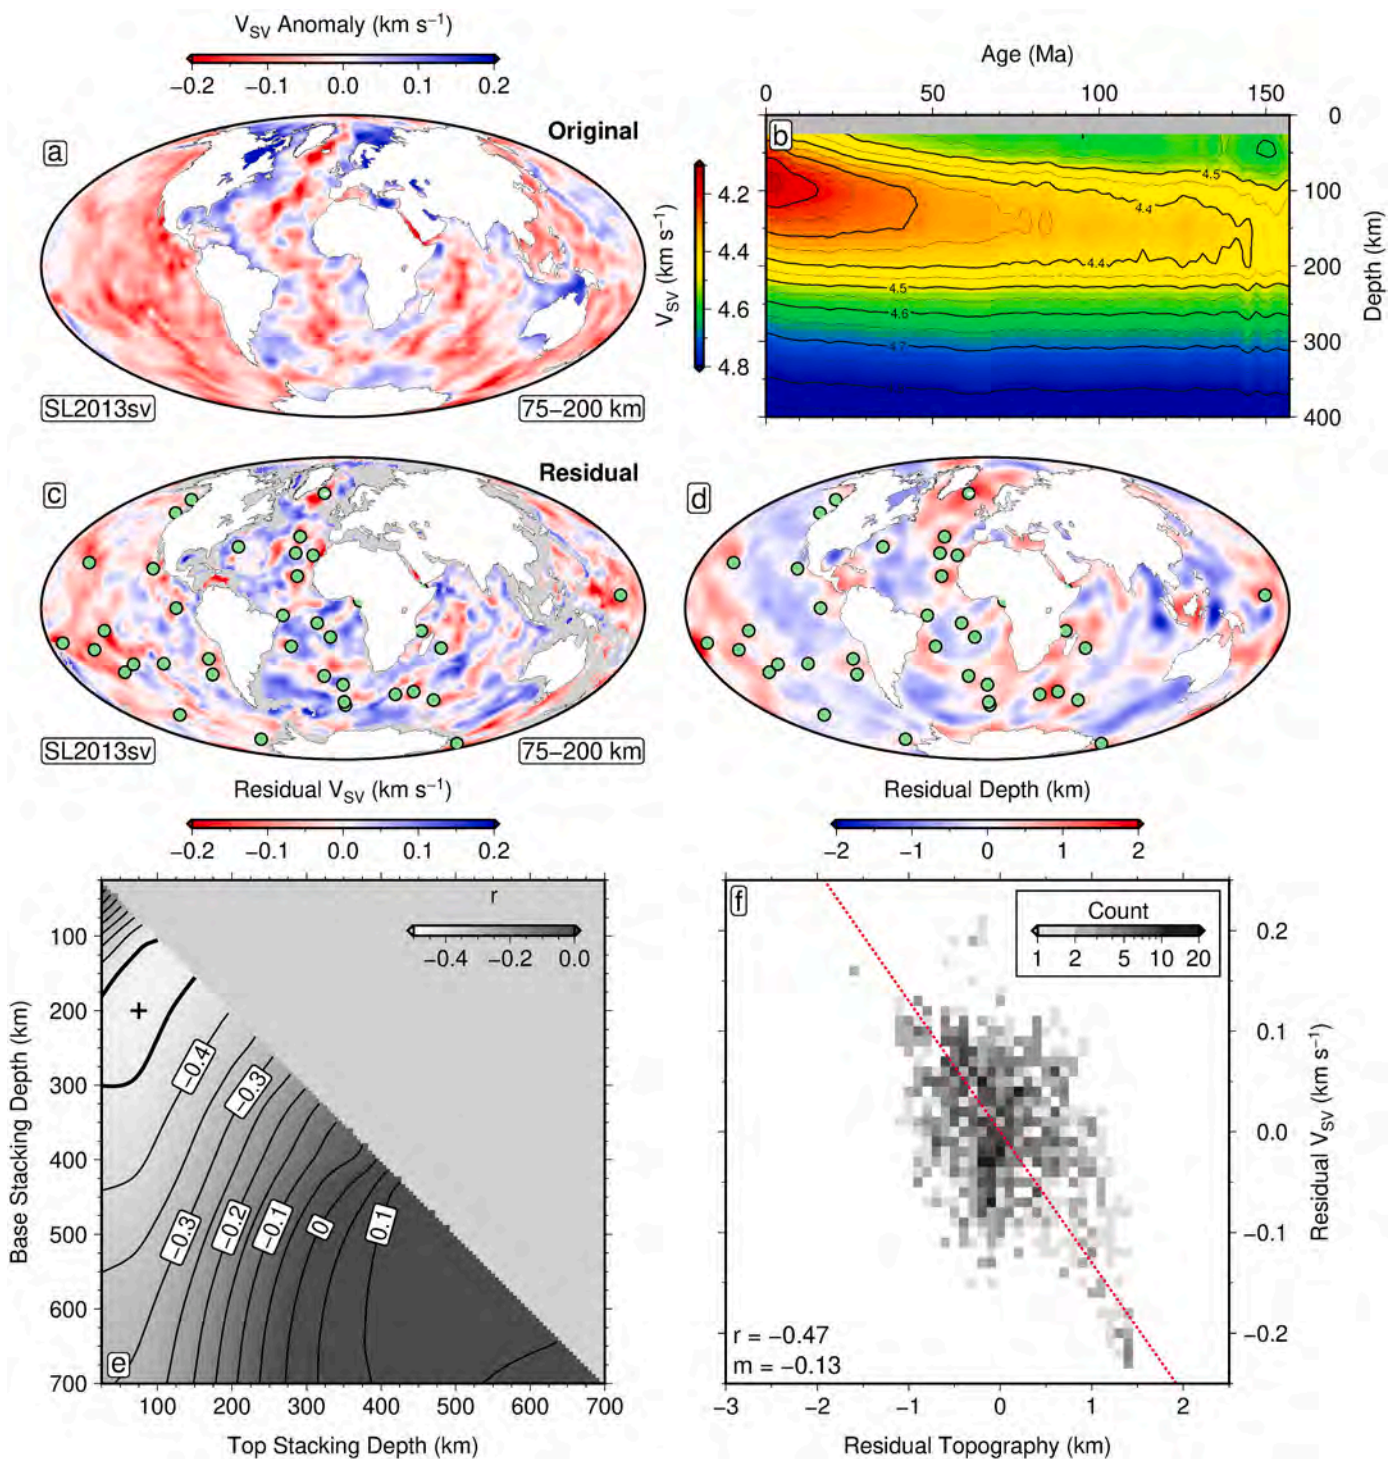 V_SV Anomaly (km s⁻¹)
−0.2 −0.1 0.0 0.1 0.2
a
Original
SL2013sv
75−200 km
Age (Ma)
0 50 100 150
b
4.5
4.4
4.4
4.5
4.6
4.7
V_SV (km s⁻¹)
4.2
4.4
4.6
4.8
0
100
200
300
400
Depth (km)
c
Residual
SL2013sv
75−200 km
d
Residual V_SV (km s⁻¹)
−0.2 −0.1 0.0 0.1 0.2
Residual Depth (km)
−2 −1 0 1 2
r
−0.4 −0.2 0.0
−0.4
−0.3
−0.3
−0.2
−0.1
0
0.1
e
100
200
300
400
500
600
700
Base Stacking Depth (km)
100 200 300 400 500 600 700
Top Stacking Depth (km)
f
Count
1 2 5 10 20
r = −0.47
m = −0.13
0.2
0.1
0.0
−0.1
−0.2
Residual V_SV (km s⁻¹)
−3 −2 −1 0 1 2
Residual Topography (km)